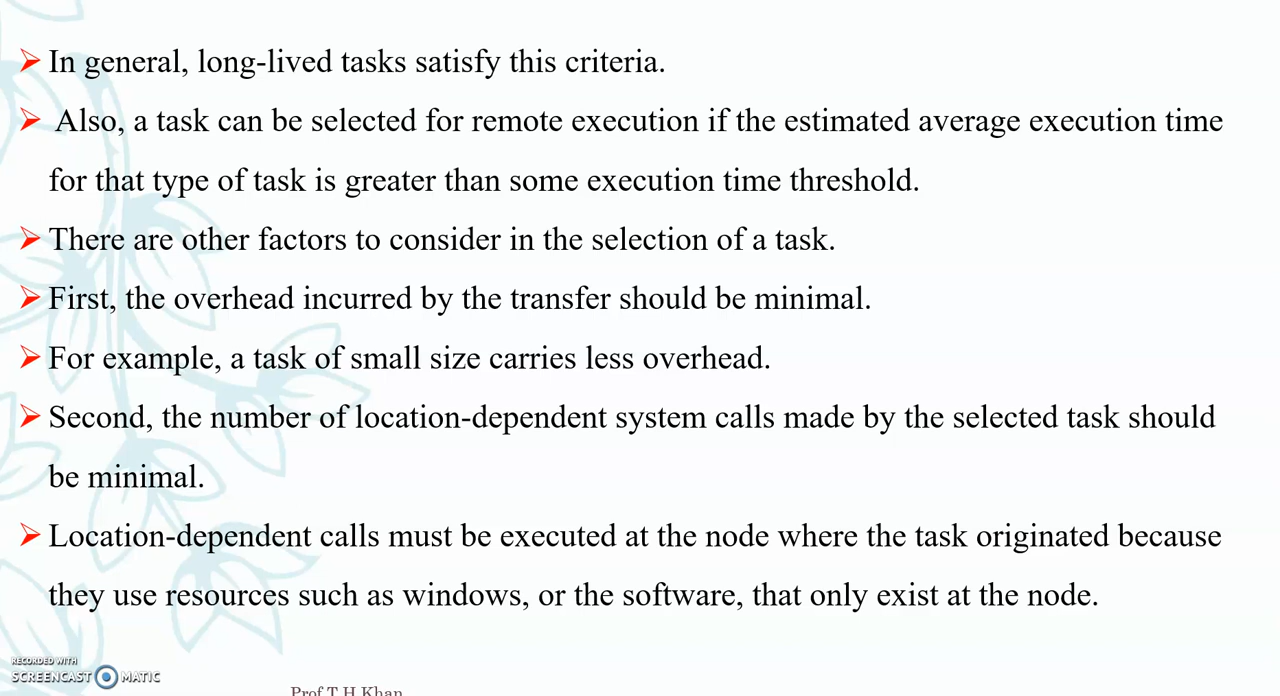 In general, long-lived tasks satisfy this criteria.
Also, a task can be selected for remote execution if the estimated average execution time
for that type of task is greater than some execution time threshold.
There are other factors to consider in the selection of a task.
First, the overhead incurred by the transfer should be minimal.
For example, a task of small size carries less overhead.
Second, the number of location-dependent system calls made by the selected task should
be minimal.
Location-dependent calls must be executed at the node where the task originated because
they use resources such as windows, or the software, that only exist at the node.
RECORDED WITH
SCREENCAST MATIC
Prof T H Khan